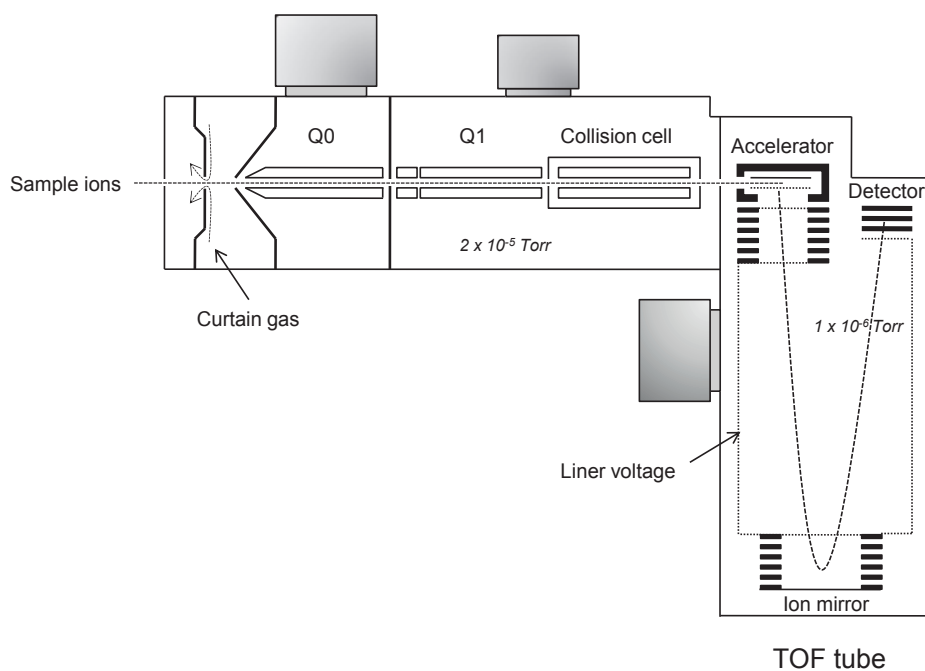 Q0
Q1
Collision cell
Accelerator
Sample ions
Detector
2 x 10⁻⁵ Torr
Curtain gas
1 x 10⁻⁶ Torr
Liner voltage
Ion mirror
TOF tube